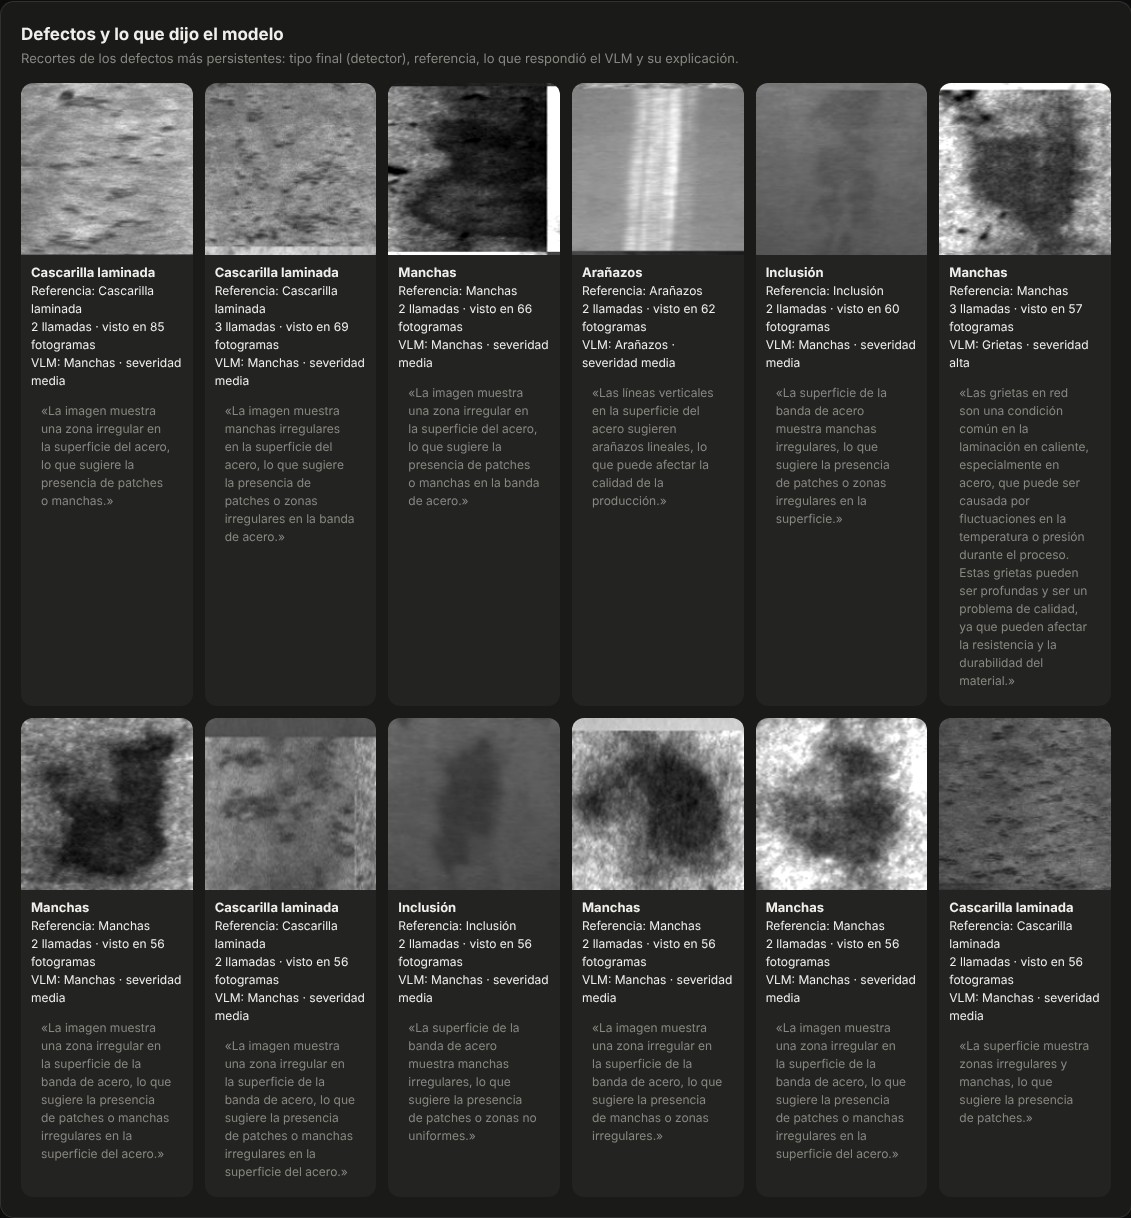 Defectos y lo que dijo el modelo
Recortes de los defectos más persistentes: tipo final (detector), referencia, lo que respondió el VLM y su explicación.
Cascarilla laminada
Referencia: Cascarilla
laminada
2 llamadas · visto en 85
fotogramas
VLM: Manchas · severidad
media
«La imagen muestra
una zona irregular en
la superficie del acero,
lo que sugiere la
presencia de patches
o manchas.»
Cascarilla laminada
Referencia: Cascarilla
laminada
3 llamadas · visto en 69
fotogramas
VLM: Manchas · severidad
media
«La imagen muestra
manchas irregulares
en la superficie del
acero, lo que sugiere
la presencia de
patches o zonas
irregulares en la banda
de acero.»
Manchas
Referencia: Manchas
2 llamadas · visto en 66
fotogramas
VLM: Manchas · severidad
media
«La imagen muestra
una zona irregular en
la superficie del acero,
lo que sugiere la
presencia de patches
o manchas en la banda
de acero.»
Arañazos
Referencia: Arañazos
2 llamadas · visto en 62
fotogramas
VLM: Arañazos ·
severidad media
«Las líneas verticales
en la superficie del
acero sugieren
arañazos lineales, lo
que puede afectar la
calidad de la
producción.»
Inclusión
Referencia: Inclusión
2 llamadas · visto en 60
fotogramas
VLM: Manchas · severidad
media
«La superficie de la
banda de acero
muestra manchas
irregulares, lo que
sugiere la presencia
de patches o zonas
irregulares en la
superficie.»
Manchas
Referencia: Manchas
3 llamadas · visto en 57
fotogramas
VLM: Grietas · severidad
alta
«Las grietas en red
son una condición
común en la
laminación en caliente,
especialmente en
acero, que puede ser
causada por
fluctuaciones en la
temperatura o presión
durante el proceso.
Estas grietas pueden
ser profundas y ser un
problema de calidad,
ya que pueden afectar
la resistencia y la
durabilidad del
material.»
Manchas
Referencia: Manchas
2 llamadas · visto en 56
fotogramas
VLM: Manchas · severidad
media
«La imagen muestra
una zona irregular en
la superficie de la
banda de acero, lo que
sugiere la presencia
de patches o manchas
irregulares en la
superficie del acero.»
Cascarilla laminada
Referencia: Cascarilla
laminada
2 llamadas · visto en 56
fotogramas
VLM: Manchas · severidad
media
«La imagen muestra
una zona irregular en
la superficie de la
banda de acero, lo que
sugiere la presencia
de patches o manchas
irregulares en la
superficie del acero.»
Inclusión
Referencia: Inclusión
2 llamadas · visto en 56
fotogramas
VLM: Manchas · severidad
media
«La superficie de la
banda de acero
muestra manchas
irregulares, lo que
sugiere la presencia
de patches o zonas no
uniformes.»
Manchas
Referencia: Manchas
2 llamadas · visto en 56
fotogramas
VLM: Manchas · severidad
media
«La imagen muestra
una zona irregular en
la superficie de la
banda de acero, lo que
sugiere la presencia
de manchas o zonas
irregulares.»
Manchas
Referencia: Manchas
2 llamadas · visto en 56
fotogramas
VLM: Manchas · severidad
media
«La imagen muestra
una zona irregular en
la superficie de la
banda de acero, lo que
sugiere la presencia
de patches o manchas
irregulares en la
superficie del acero.»
Cascarilla laminada
Referencia: Cascarilla
laminada
2 llamadas · visto en 56
fotogramas
VLM: Manchas · severidad
media
«La superficie muestra
zonas irregulares y
manchas, lo que
sugiere la presencia
de patches.»